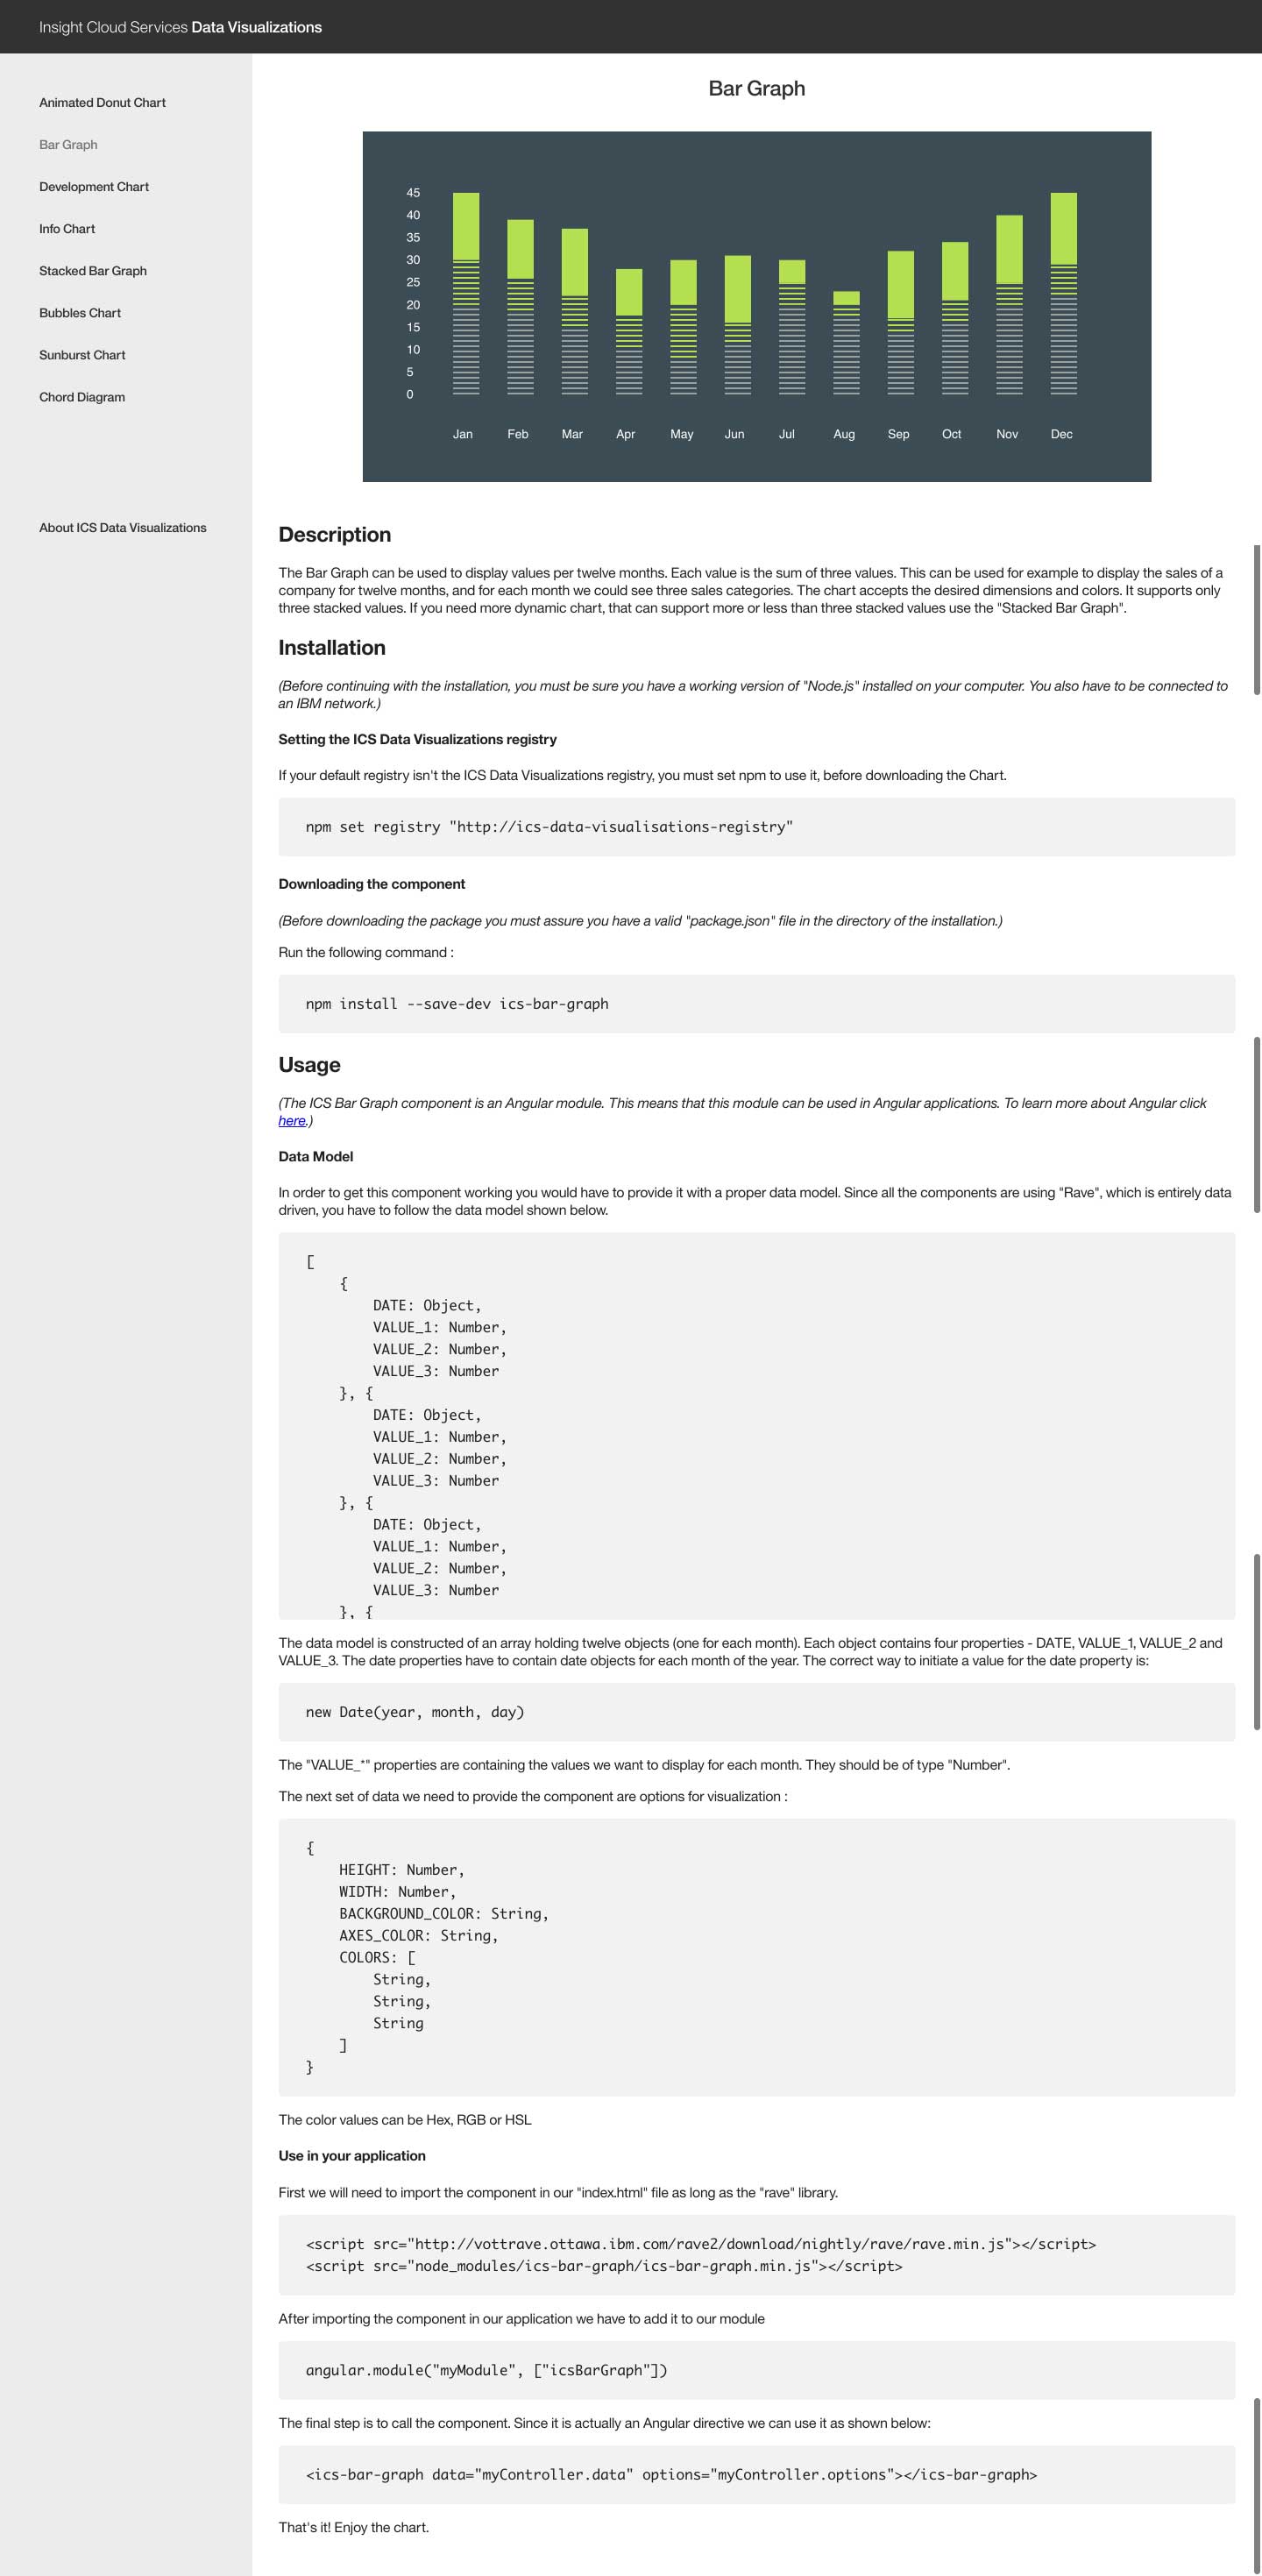 Insight Cloud Services Data Visualizations
Animated Donut Chart
Bar Graph
Development Chart
Info Chart
Stacked Bar Graph
Bubbles Chart
Sunburst Chart
Chord Diagram
About ICS Data Visualizations
Bar Graph
45
40
35
30
25
20
15
10
5
0
Jan Feb Mar Apr May Jun Jul Aug Sep Oct Nov Dec
Description
The Bar Graph can be used to display values per twelve months. Each value is the sum of three values. This can be used for example to display the sales of a
company for twelve months, and for each month we could see three sales categories. The chart accepts the desired dimensions and colors. It supports only
three stacked values. If you need more dynamic chart, that can support more or less than three stacked values use the "Stacked Bar Graph".
Installation
(Before continuing with the installation, you must be sure you have a working version of "Node.js" installed on your computer. You also have to be connected to
an IBM network.)
Setting the ICS Data Visualizations registry
If your default registry isn't the ICS Data Visualizations registry, you must set npm to use it, before downloading the Chart.
npm set registry "http://ics-data-visualisations-registry"
Downloading the component
(Before downloading the package you must assure you have a valid "package.json" file in the directory of the installation.)
Run the following command :
npm install --save-dev ics-bar-graph
Usage
(The ICS Bar Graph component is an Angular module. This means that this module can be used in Angular applications. To learn more about Angular click
here.)
Data Model
In order to get this component working you would have to provide it with a proper data model. Since all the components are using "Rave", which is entirely data
driven, you have to follow the data model shown below.
[
{
DATE: Object,
VALUE_1: Number,
VALUE_2: Number,
VALUE_3: Number
}, {
DATE: Object,
VALUE_1: Number,
VALUE_2: Number,
VALUE_3: Number
}, {
DATE: Object,
VALUE_1: Number,
VALUE_2: Number,
VALUE_3: Number
}, {
The data model is constructed of an array holding twelve objects (one for each month). Each object contains four properties - DATE, VALUE_1, VALUE_2 and
VALUE_3. The date properties have to contain date objects for each month of the year. The correct way to initiate a value for the date property is:
new Date(year, month, day)
The "VALUE_*" properties are containing the values we want to display for each month. They should be of type "Number".
The next set of data we need to provide the component are options for visualization :
{
HEIGHT: Number,
WIDTH: Number,
BACKGROUND_COLOR: String,
AXES_COLOR: String,
COLORS: [
String,
String,
String
]
}
The color values can be Hex, RGB or HSL
Use in your application
First we will need to import the component in our "index.html" file as long as the "rave" library.
<script src="http://vottrave.ottawa.ibm.com/rave2/download/nightly/rave/rave.min.js"></script>
<script src="node_modules/ics-bar-graph/ics-bar-graph.min.js"></script>
After importing the component in our application we have to add it to our module
angular.module("myModule", ["icsBarGraph"])
The final step is to call the component. Since it is actually an Angular directive we can use it as shown below:
<ics-bar-graph data="myController.data" options="myController.options"></ics-bar-graph>
That's it! Enjoy the chart.